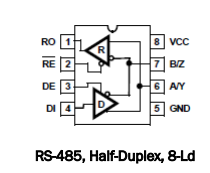 RO 1 R 8 VCC
RE 2 7 B/Z
DE 3 6 A/Y
DI 4 D 5 GND
RS-485, Half-Duplex, 8-Ld